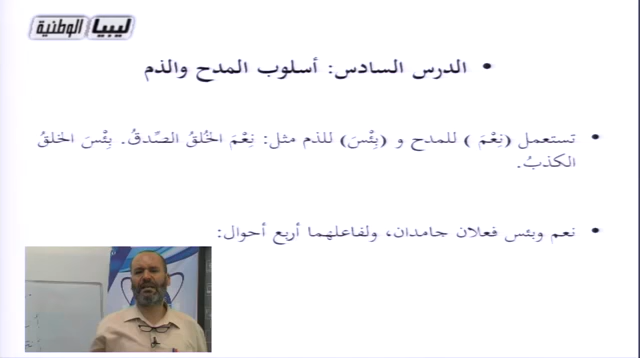 ليبيا الوطنية
• الدرس السادس: أسلوب المدح والذم
• تستعمل (نِعْمَ ) للمدح و (بِئْسَ) للذم مثل: نِعْمَ الخُلقُ الصِّدقُ. بِئْسَ الخلقُ
الكذبُ.
• نعم وبئس فعلان جامدان، ولفاعلهما أربع أحوال: